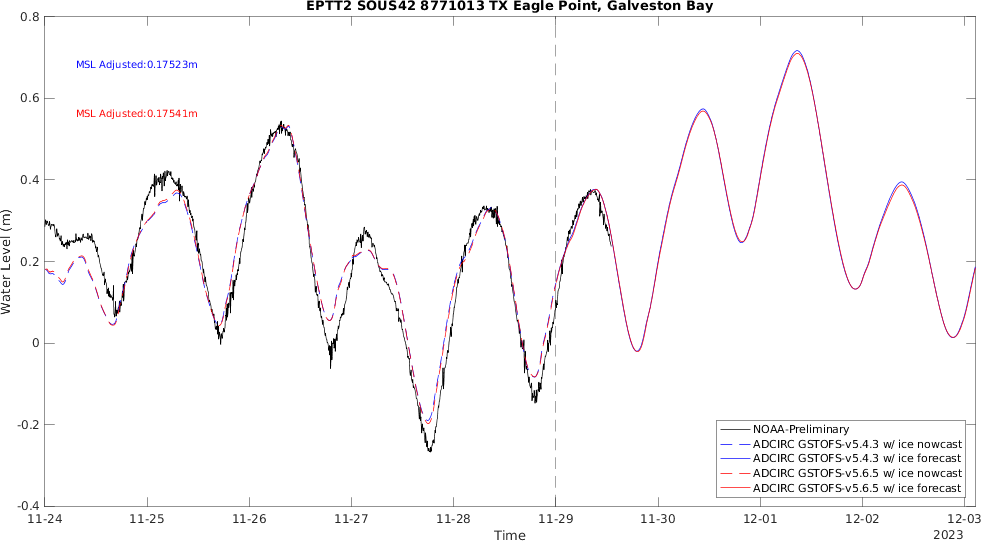 EPTT2 SOUS42 8771013 TX Eagle Point, Galveston Bay
0.8
MSL Adjusted:0.17523m
0.6
MSL Adjusted:0.17541m
0.4
0.2
0
-0.2
-0.4
Water Level (m)
NOAA-Preliminary
ADCIRC GSTOFS-v5.4.3 w/ ice nowcast
ADCIRC GSTOFS-v5.4.3 w/ ice forecast
ADCIRC GSTOFS-v5.6.5 w/ ice nowcast
ADCIRC GSTOFS-v5.6.5 w/ ice forecast
11-24 11-25 11-26 11-27 11-28 11-29 11-30 12-01 12-02 12-03
Time
2023